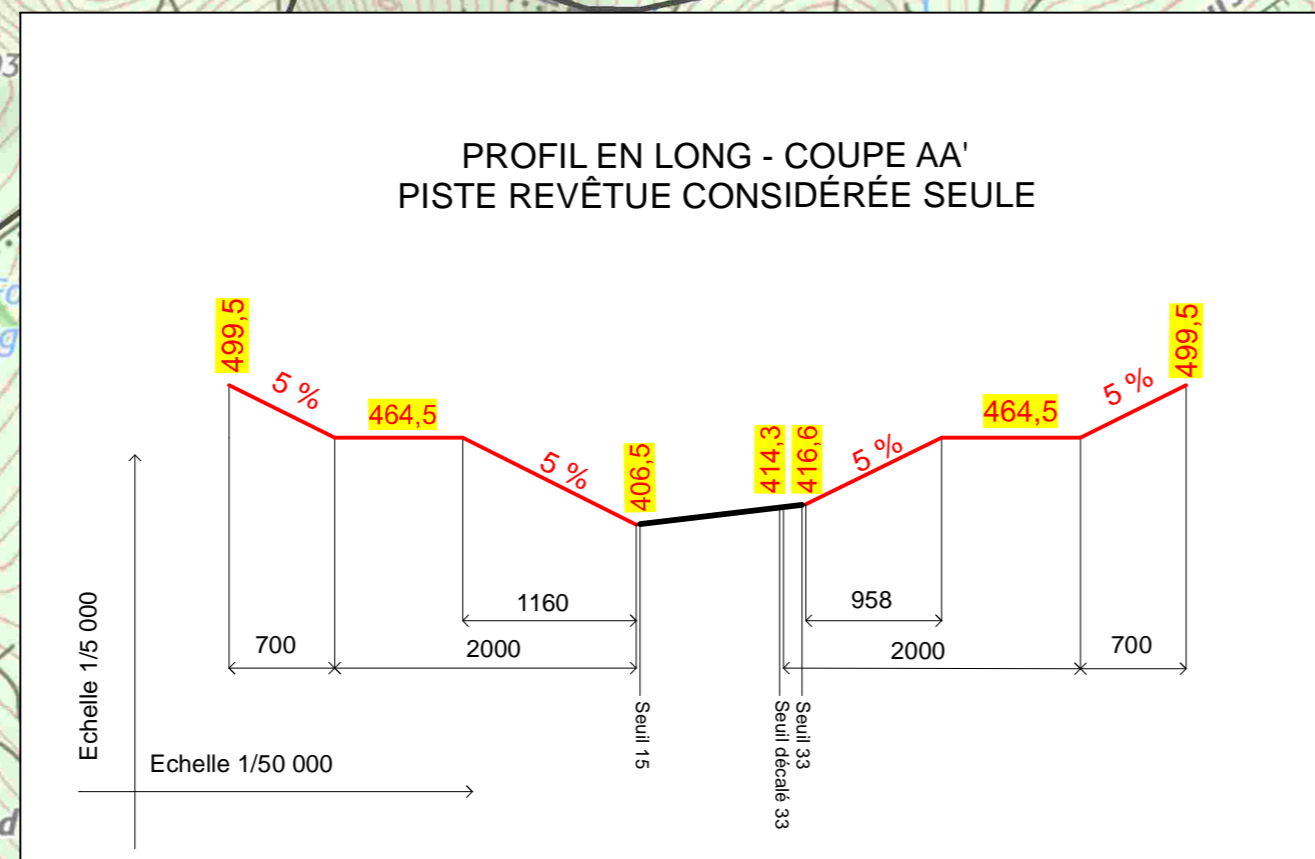 PROFIL EN LONG - COUPE AA'
PISTE REVÊTUE CONSIDÉRÉE SEULE
499,5
5 %
464,5
5 %
406,5
414,3
416,6
5 %
464,5
5 %
499,5
1160
958
700
2000
2000
700
Seuil 15
Seuil décalé 33
Seuil 33
Echelle 1/5 000
Echelle 1/50 000